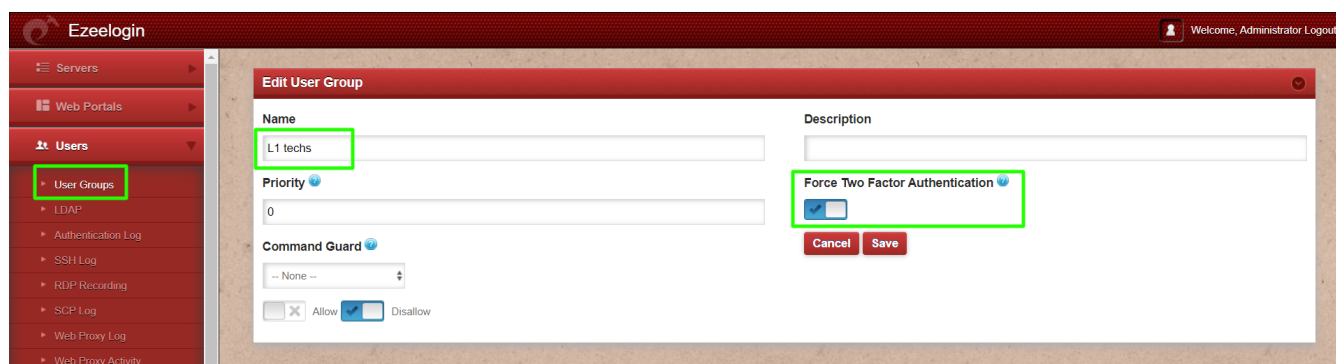 Ezeelogin
Welcome, Administrator Logout
Servers
Web Portals
Users
User Groups
LDAP
Authentication Log
SSH Log
RDP Recording
SCP Log
Web Proxy Log
Web Proxy Activity
Edit User Group
Name
Description
L1 techs
Priority
Force Two Factor Authentication
0
Cancel Save
Command Guard
-- None --
Allow Disallow